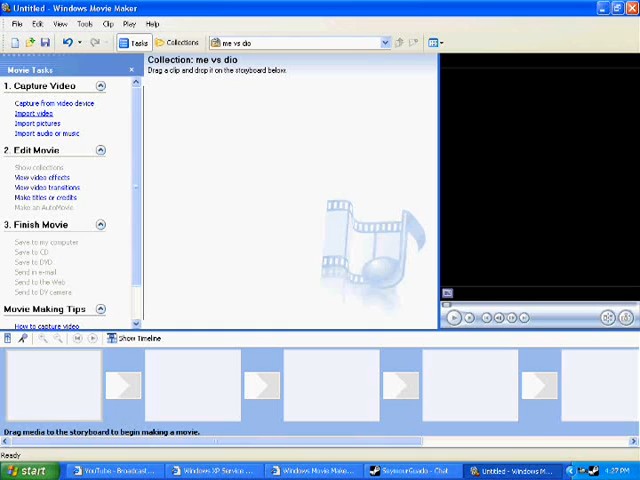 Untitled - Windows Movie Maker
File Edit View Tools Clip Play Help
Tasks Collections me vs dio
Movie Tasks
Collection: me vs dio
Drag a clip and drop it on the storyboard below.
1. Capture Video
Capture from video device
Import video
Import pictures
Import audio or music
2. Edit Movie
Show collections
View video effects
View video transitions
Make titles or credits
Make an AutoMovie
3. Finish Movie
Save to my computer
Save to CD
Save to DVD
Send in e-mail
Send to the Web
Send to DV camera
Movie Making Tips
How to capture video
Show Timeline
Drag media to the storyboard to begin making a movie.
Ready
start YouTube - Broadcast... Windows XP Service ... Windows Movie Make... SeymourGuado - Chat Untitled - Windows M... 4:27 PM